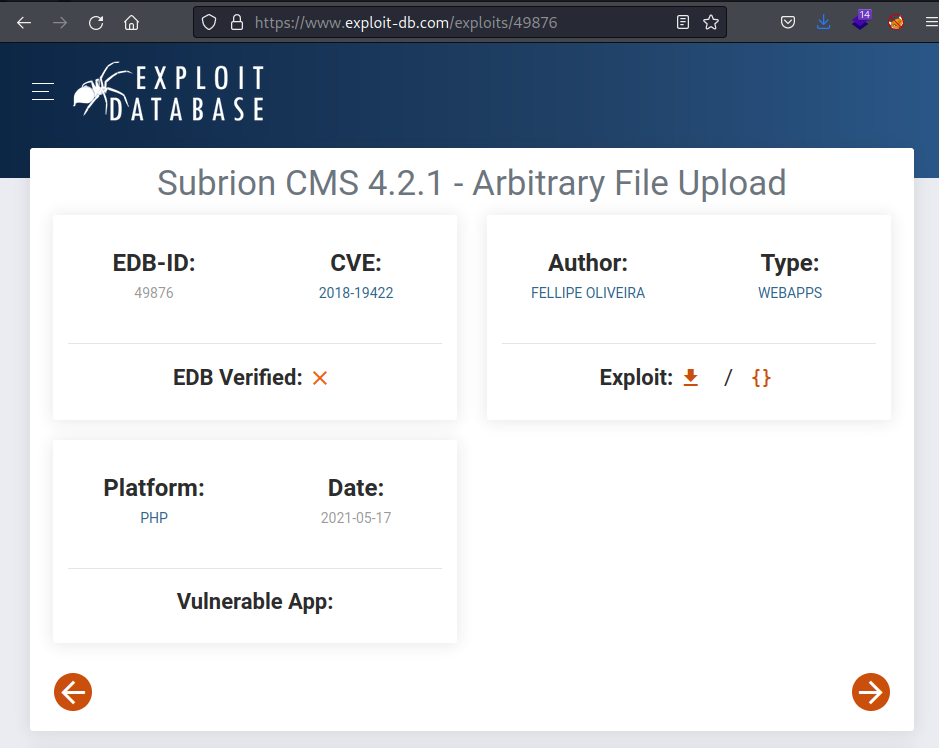 https://www.exploit-db.com/exploits/49876
14
EXPLOIT
DATABASE
Subrion CMS 4.2.1 - Arbitrary File Upload
EDB-ID:
49876
CVE:
2018-19422
EDB Verified:
Author:
FELLIPE OLIVEIRA
Type:
WEBAPPS
Exploit: / {}
Platform:
PHP
Date:
2021-05-17
Vulnerable App: